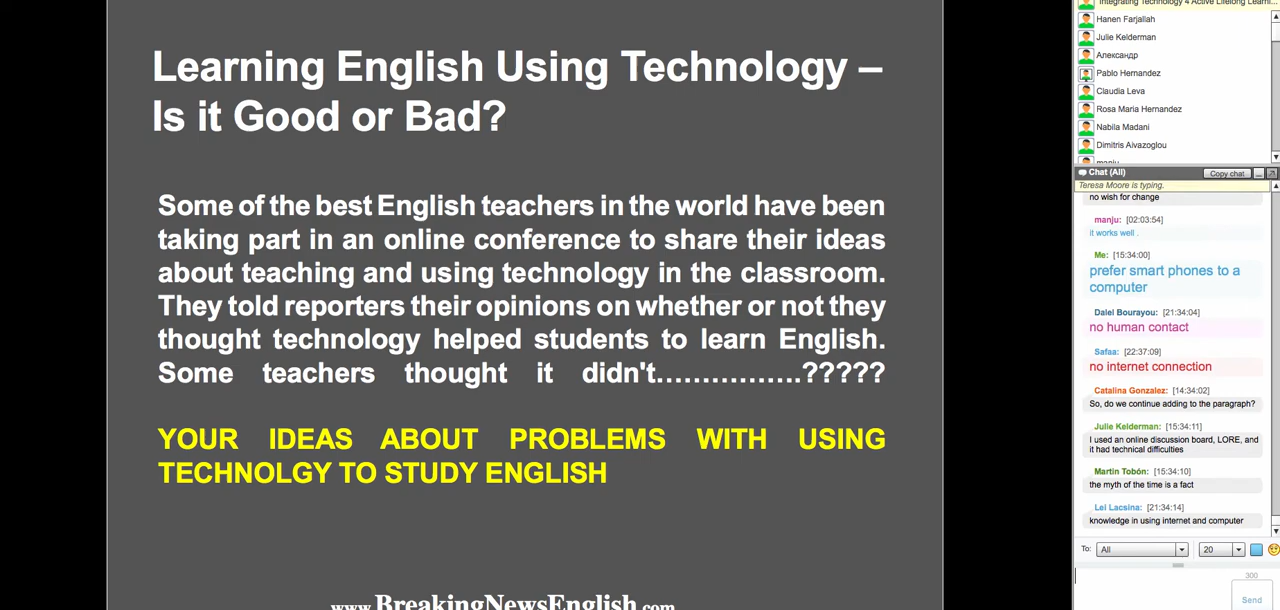 Learning English Using Technology –
Is it Good or Bad?
Some of the best English teachers in the world have been
taking part in an online conference to share their ideas
about teaching and using technology in the classroom.
They told reporters their opinions on whether or not they
thought technology helped students to learn English.
Some teachers thought it didn't................?????
YOUR IDEAS ABOUT PROBLEMS WITH USING
TECHNOLGY TO STUDY ENGLISH
www.BreakingNewsEnglish.com
Integrating Technology 4 Active Lifelong Learni...
Hanen Farjallah
Julie Kelderman
Александр
Pablo Hernandez
Claudia Leva
Rosa Maria Hernandez
Nabila Madani
Dimitris Aivazoglou
manju
Chat (All)
Copy chat
Teresa Moore is typing.
no wish for change
manju: [02:03:54]
it works well .
Me: [15:34:00]
prefer smart phones to a
computer
Dalel Bourayou: [21:34:04]
no human contact
Safaa: [22:37:09]
no internet connection
Catalina Gonzalez: [14:34:02]
So, do we continue adding to the paragraph?
Julie Kelderman: [15:34:11]
I used an online discussion board, LORE, and
it had technical difficulties
Martin Tobón: [15:34:10]
the myth of the time is a fact
Lei Lacsina: [21:34:14]
knowledge in using internet and computer
To: All 20
300
Send